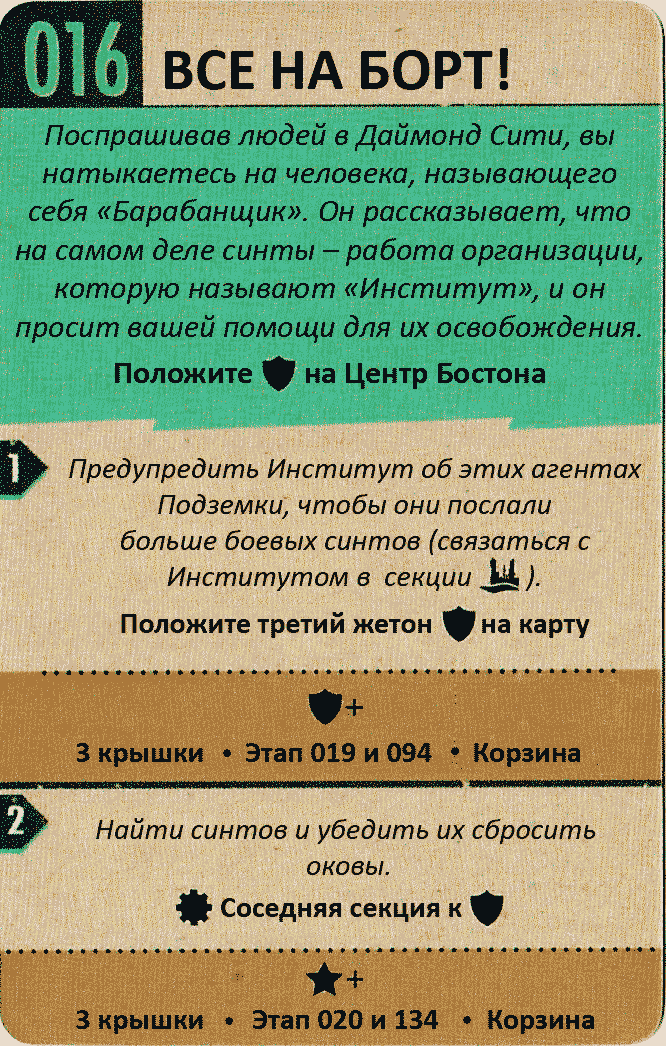 016 ВСЕ НА БОРТ!
Поспрашивав людей в Даймонд Сити, вы
натыкаетесь на человека, называющего
себя «Барабанщик». Он рассказывает, что
на самом деле синты – работа организации,
которую называют «Институт», и он
просит вашей помощи для их освобождения.
Положите на Центр Бостона
1
Предупредить Институт об этих агентах
Подземки, чтобы они послали
больше боевых синтов (связаться с
Институтом в секции ).
Положите третий жетон на карту
+
3 крышки • Этап 019 и 094 • Корзина
2
Найти синтов и убедить их сбросить
оковы.
Соседняя секция к
+
3 крышки • Этап 020 и 134 • Корзина